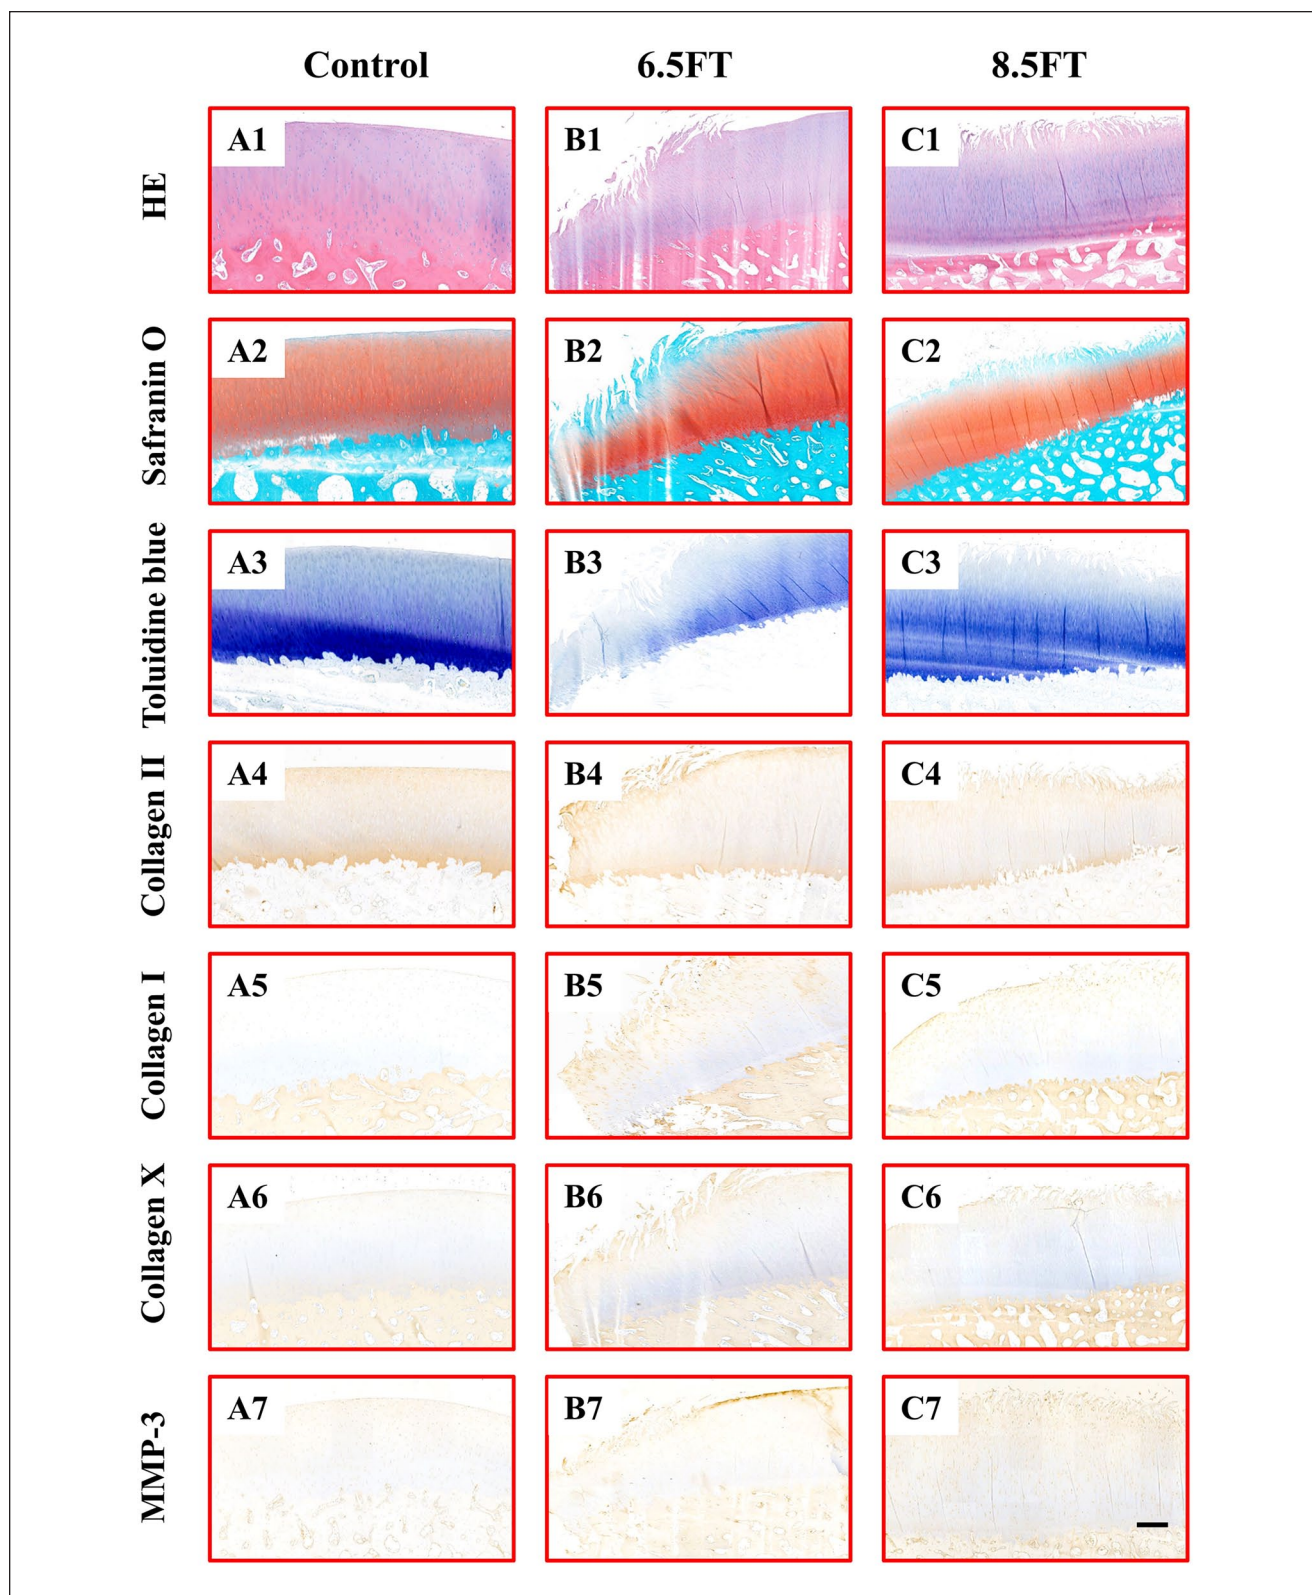 Control 6.5FT 8.5FT
HE A1 B1 C1
Safranin O A2 B2 C2
Toluidine blue A3 B3 C3
Collagen II A4 B4 C4
Collagen I A5 B5 C5
Collagen X A6 B6 C6
MMP-3 A7 B7 C7